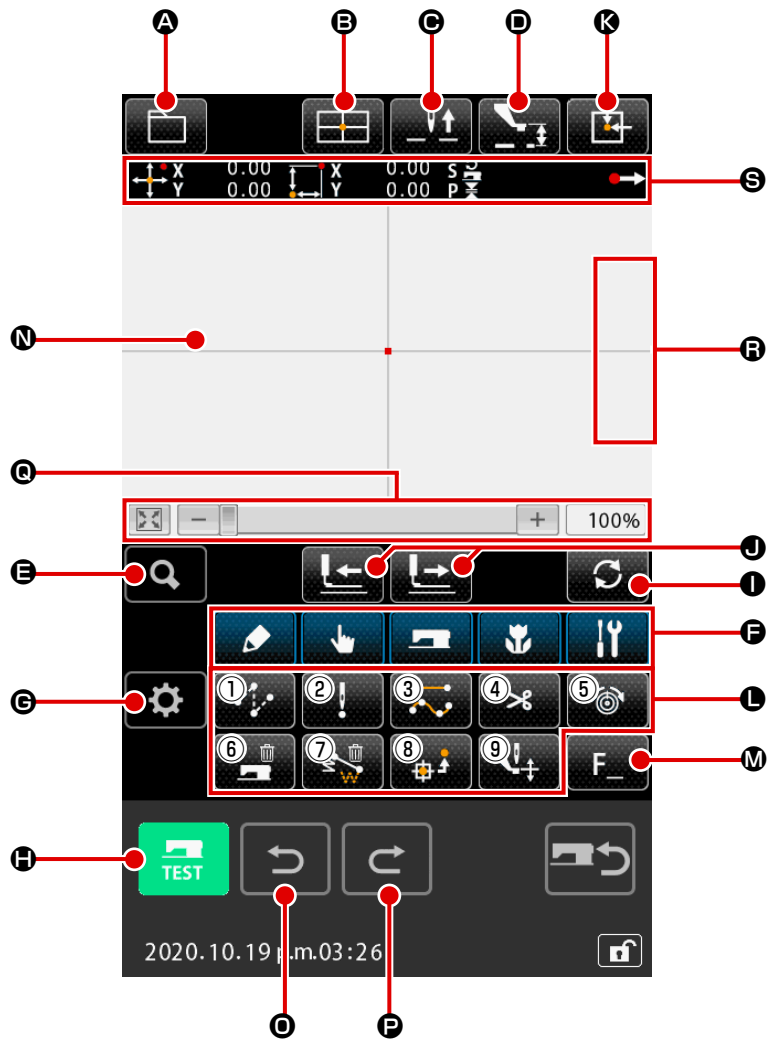 A B C D K
X 0.00 X 0.00 S
Y 0.00 Y 0.00 P
S
N
R
Q
100%
J
E
I
F
① ② ③ ④ ⑤
G
L
⑥ ⑦ ⑧ ⑨ F_
M
H
TEST
2020.10.19 p.m.03:26
O P